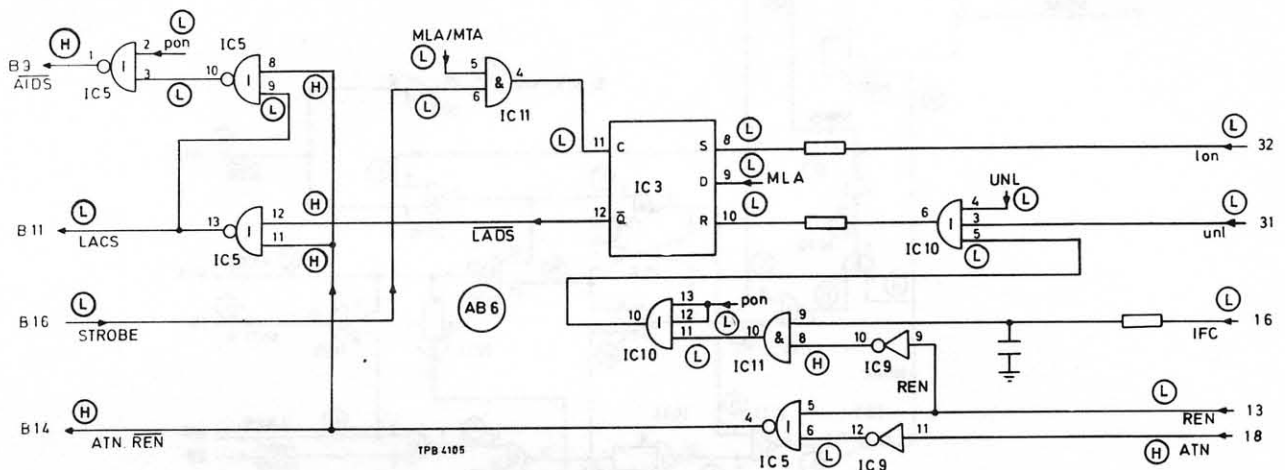 L
H
2
pon
1
B9
AIDS
3
IC5
L
IC5
8
10
9
L
H
MLA/MTA
L
5
4
&
6
L
IC11
L
11
C
S
8
L
L
IC3
D
9
MLA
12
Q
R
10
L
L
32
lon
UNL
L
4
6
3
5
IC10
L
L
31
unl
L
B11
LACS
13
12
H
11
H
IC5
LADS
L
B16
STROBE
AB6
13
pon
10
12
11
L
IC10
L
9
10
&
8
IC11
H
10
9
IC9
REN
L
16
IFC
H
B14
ATN. REN
TPB 4105
4
5
6
IC5
L
12
11
IC9
L
13
REN
18
H
ATN